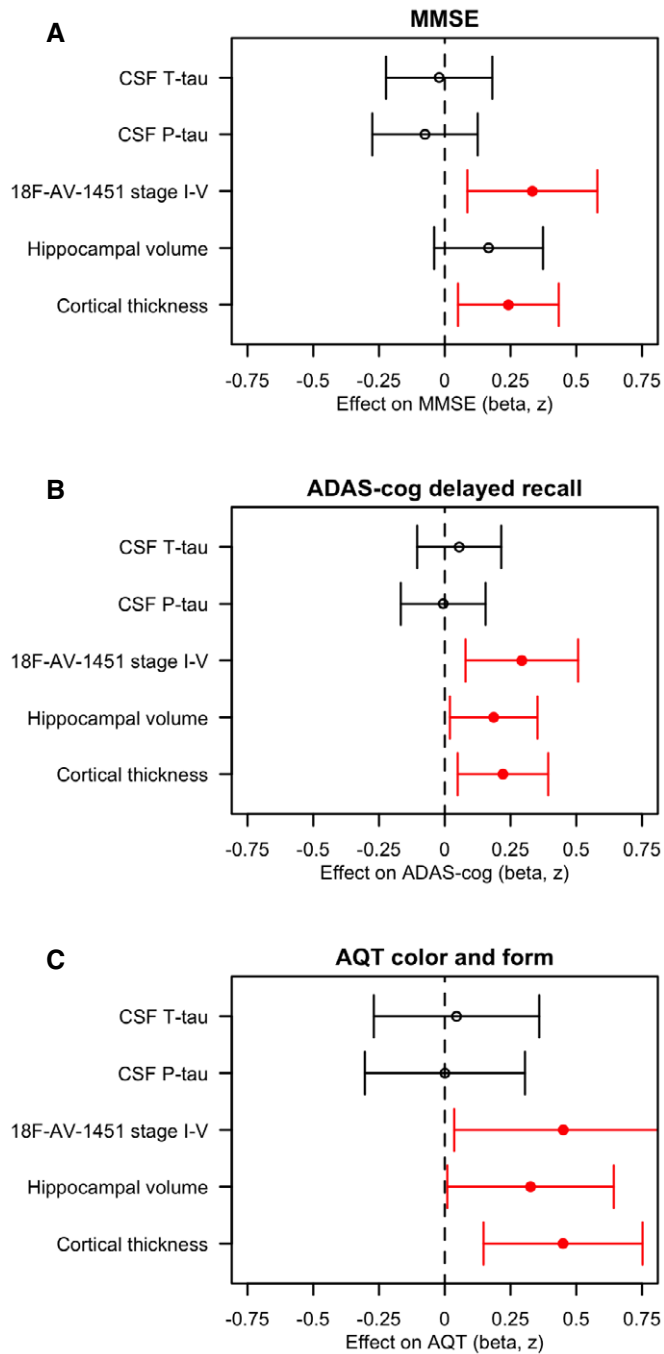 A
MMSE
CSF T-tau
CSF P-tau
18F-AV-1451 stage I-V
Hippocampal volume
Cortical thickness
-0.75 -0.5 -0.25 0 0.25 0.5 0.75
Effect on MMSE (beta, z)
B
ADAS-cog delayed recall
CSF T-tau
CSF P-tau
18F-AV-1451 stage I-V
Hippocampal volume
Cortical thickness
-0.75 -0.5 -0.25 0 0.25 0.5 0.75
Effect on ADAS-cog (beta, z)
C
AQT color and form
CSF T-tau
CSF P-tau
18F-AV-1451 stage I-V
Hippocampal volume
Cortical thickness
-0.75 -0.5 -0.25 0 0.25 0.5 0.75
Effect on AQT (beta, z)